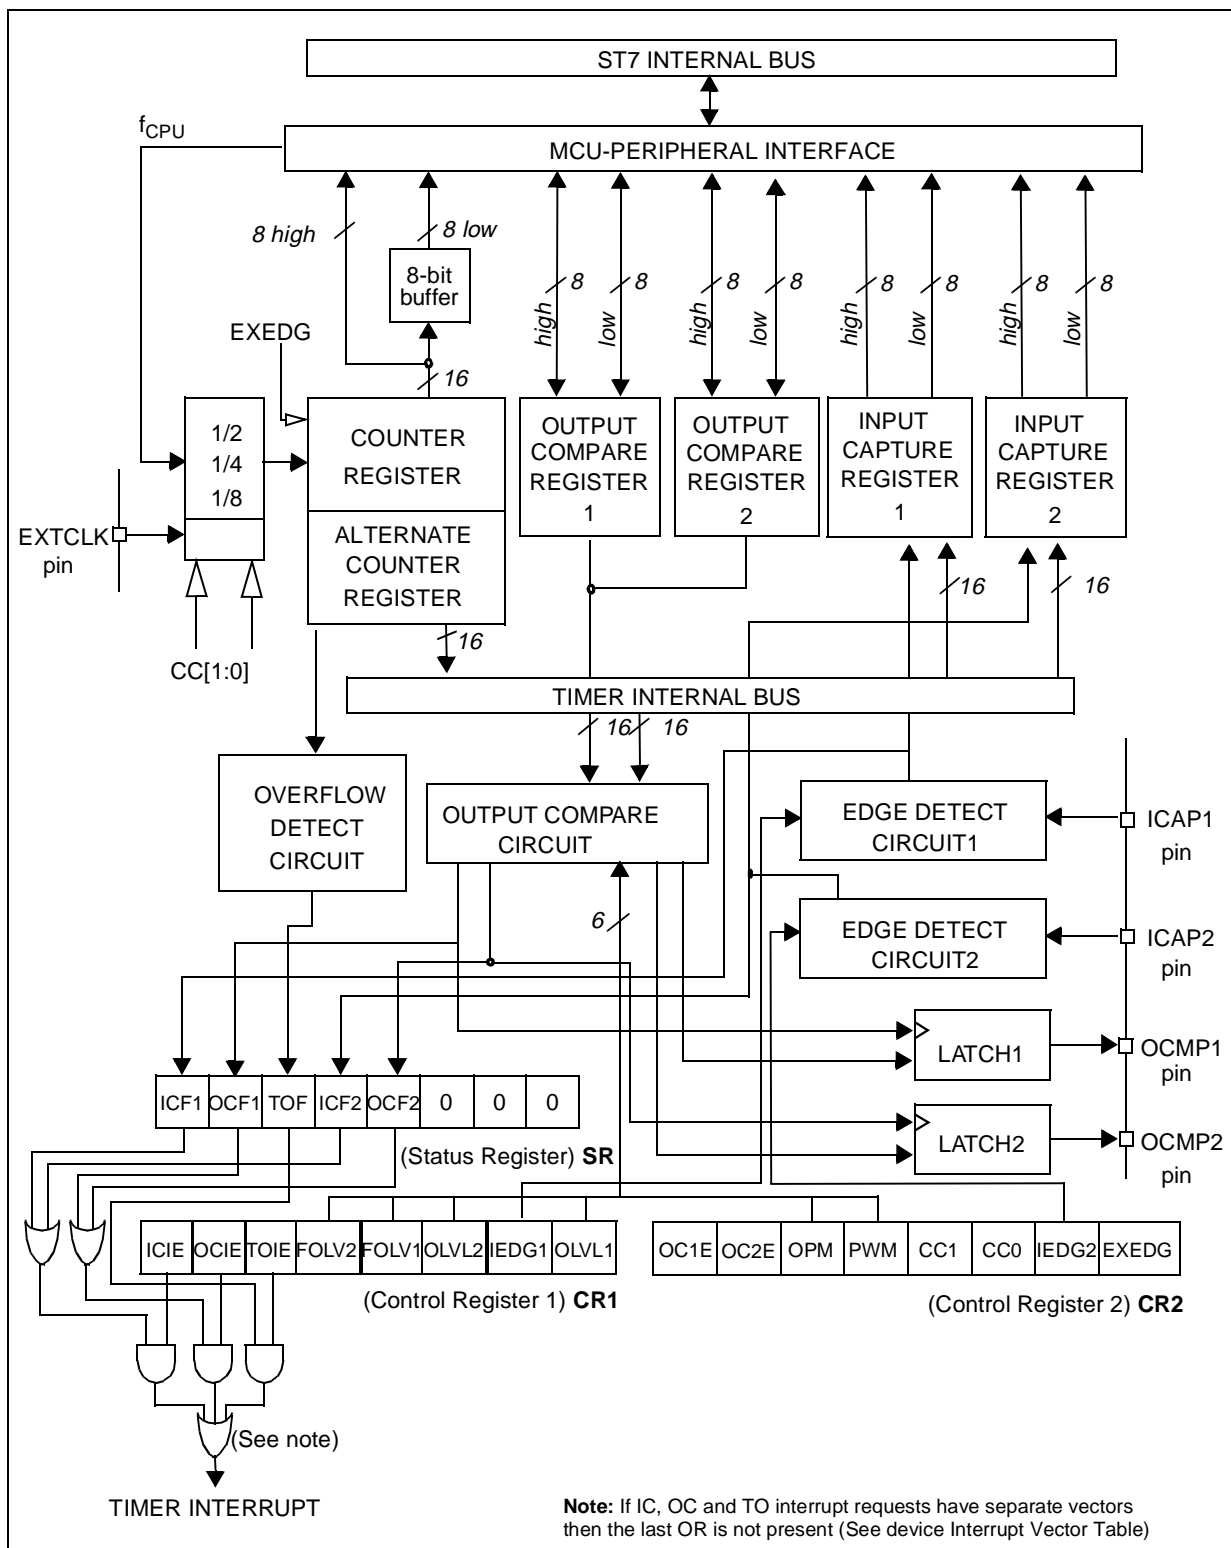 ST7 INTERNAL BUS
fCPU
MCU-PERIPHERAL INTERFACE
8 high
8 low
8-bit
buffer
8
8
8
8
8
8
8
8
high
low
high
low
high
low
high
low
EXEDG
16
1/2
1/4
1/8
COUNTER
REGISTER
OUTPUT
COMPARE
REGISTER
1
OUTPUT
COMPARE
REGISTER
2
INPUT
CAPTURE
REGISTER
1
INPUT
CAPTURE
REGISTER
2
EXTCLK
pin
ALTERNATE
COUNTER
REGISTER
16
16
16
CC[1:0]
TIMER INTERNAL BUS
16
16
OVERFLOW
DETECT
CIRCUIT
OUTPUT COMPARE
CIRCUIT
EDGE DETECT
CIRCUIT1
ICAP1
pin
6
EDGE DETECT
CIRCUIT2
ICAP2
pin
LATCH1
OCMP1
pin
ICF1 OCF1 TOF ICF2 OCF2 0 0 0
(Status Register) SR
LATCH2
OCMP2
pin
ICIE OCIE TOIE FOLV2 FOLV1 OLVL2 IEDG1 OLVL1
(Control Register 1) CR1
OC1E OC2E OPM PWM CC1 CC0 IEDG2 EXEDG
(Control Register 2) CR2
(See note)
TIMER INTERRUPT
Note: If IC, OC and TO interrupt requests have separate vectors
then the last OR is not present (See device Interrupt Vector Table)